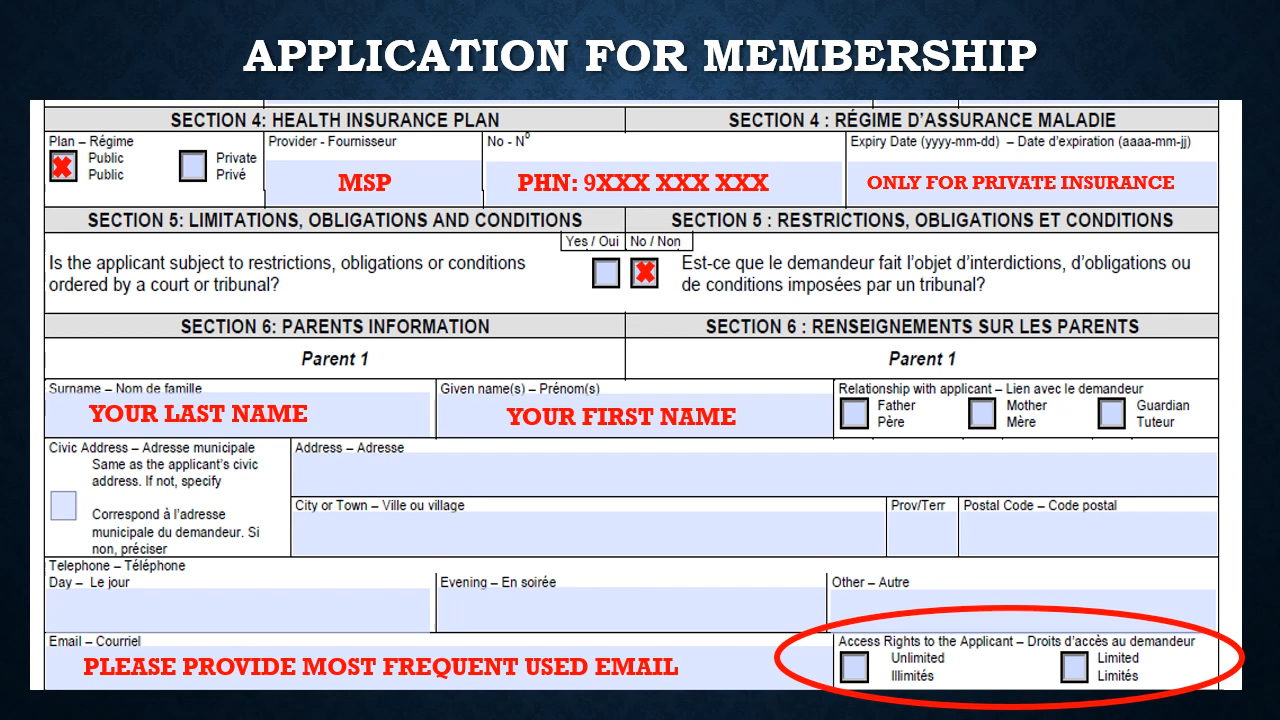 APPLICATION FOR MEMBERSHIP
SECTION 4: HEALTH INSURANCE PLAN
SECTION 4 : RÉGIME D'ASSURANCE MALADIE
Plan – Régime
Public
Public
Private
Privé
Provider - Fournisseur
MSP
No - N⁰
PHN: 9XXX XXX XXX
Expiry Date (yyyy-mm-dd) – Date d'expiration (aaaa-mm-jj)
ONLY FOR PRIVATE INSURANCE
SECTION 5: LIMITATIONS, OBLIGATIONS AND CONDITIONS
SECTION 5 : RESTRICTIONS, OBLIGATIONS ET CONDITIONS
Yes / Oui
No / Non
Is the applicant subject to restrictions, obligations or conditions
ordered by a court or tribunal?
Est-ce que le demandeur fait l'objet d'interdictions, d'obligations ou
de conditions imposées par un tribunal?
SECTION 6: PARENTS INFORMATION
SECTION 6 : RENSEIGNEMENTS SUR LES PARENTS
Parent 1
Parent 1
Surname – Nom de famille
YOUR LAST NAME
Given name(s) – Prénom(s)
YOUR FIRST NAME
Relationship with applicant – Lien avec le demandeur
Father
Père
Mother
Mère
Guardian
Tuteur
Civic Address – Adresse municipale
Same as the applicant's civic
address. If not, specify
Correspond à l'adresse
municipale du demandeur. Si
non, préciser
Address – Adresse
City or Town – Ville ou village
Prov/Terr
Postal Code – Code postal
Telephone – Téléphone
Day – Le jour
Evening – En soirée
Other – Autre
Email – Courriel
PLEASE PROVIDE MOST FREQUENT USED EMAIL
Access Rights to the Applicant – Droits d'accès au demandeur
Unlimited
Illimités
Limited
Limités